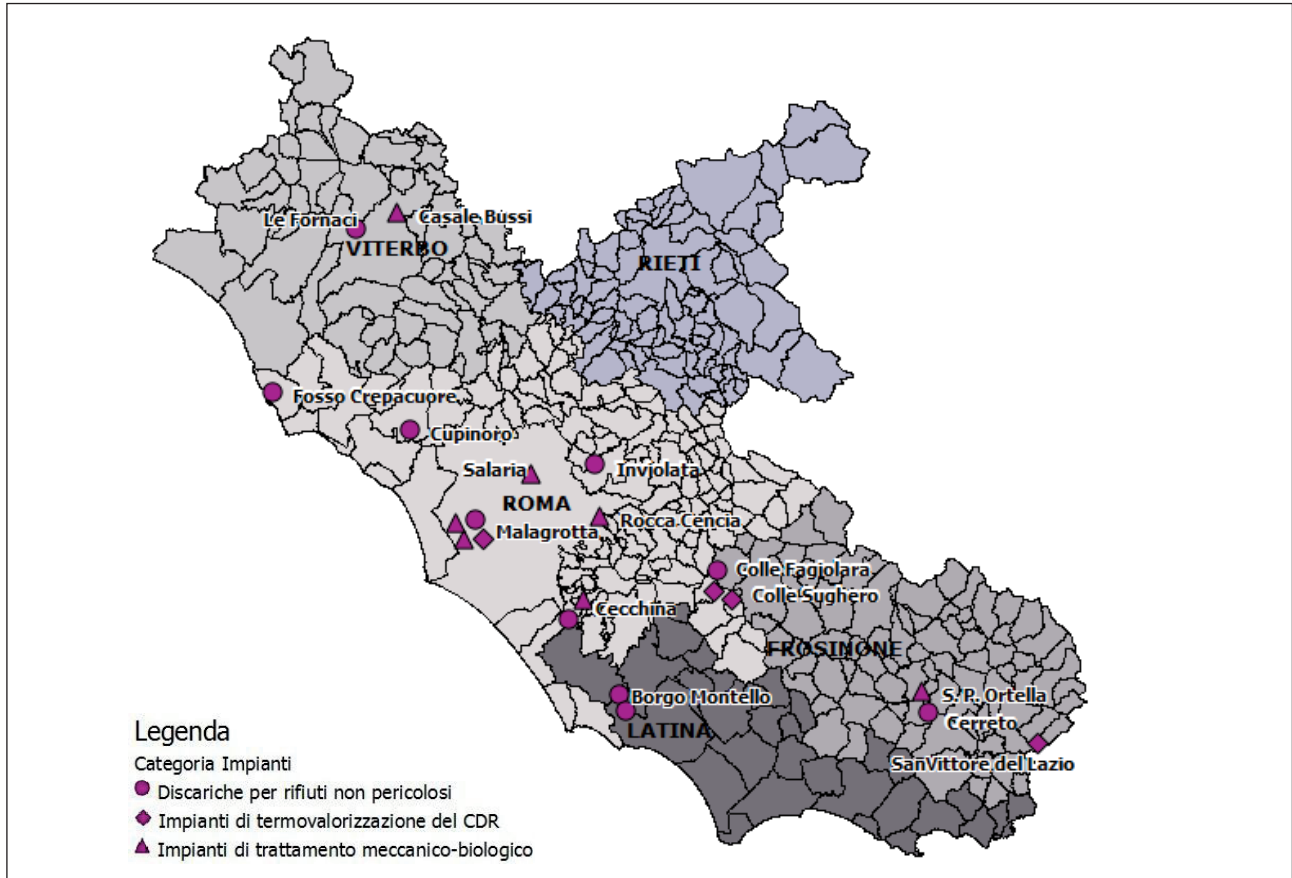 Le Fornaci
Casale Bussi
VITERBO
RIETI
Fosso Crepacuore
Cupinoro
Salaria
Inviolata
ROMA
Malagrotta
Rocca Cencia
Colle Fagiolara
Colle Sughero
Cecchina
FROSINONE
Borgo Montello
S. P. Ortella
LATINA
Cerreto
SanVittore del Lazio
Legenda
Categoria Impianti
Discariche per rifiuti non pericolosi
Impianti di termovalorizzazione del CDR
Impianti di trattamento meccanico-biologico